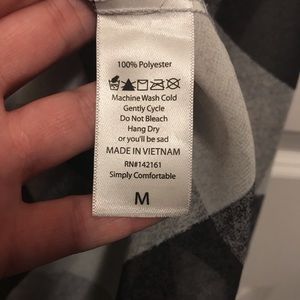 100% Polyester
Machine Wash Cold
Gently Cycle
Do Not Bleach
Hang Dry
or you'll be sad
MADE IN VIETNAM
RN#142161
Simply Comfortable
M